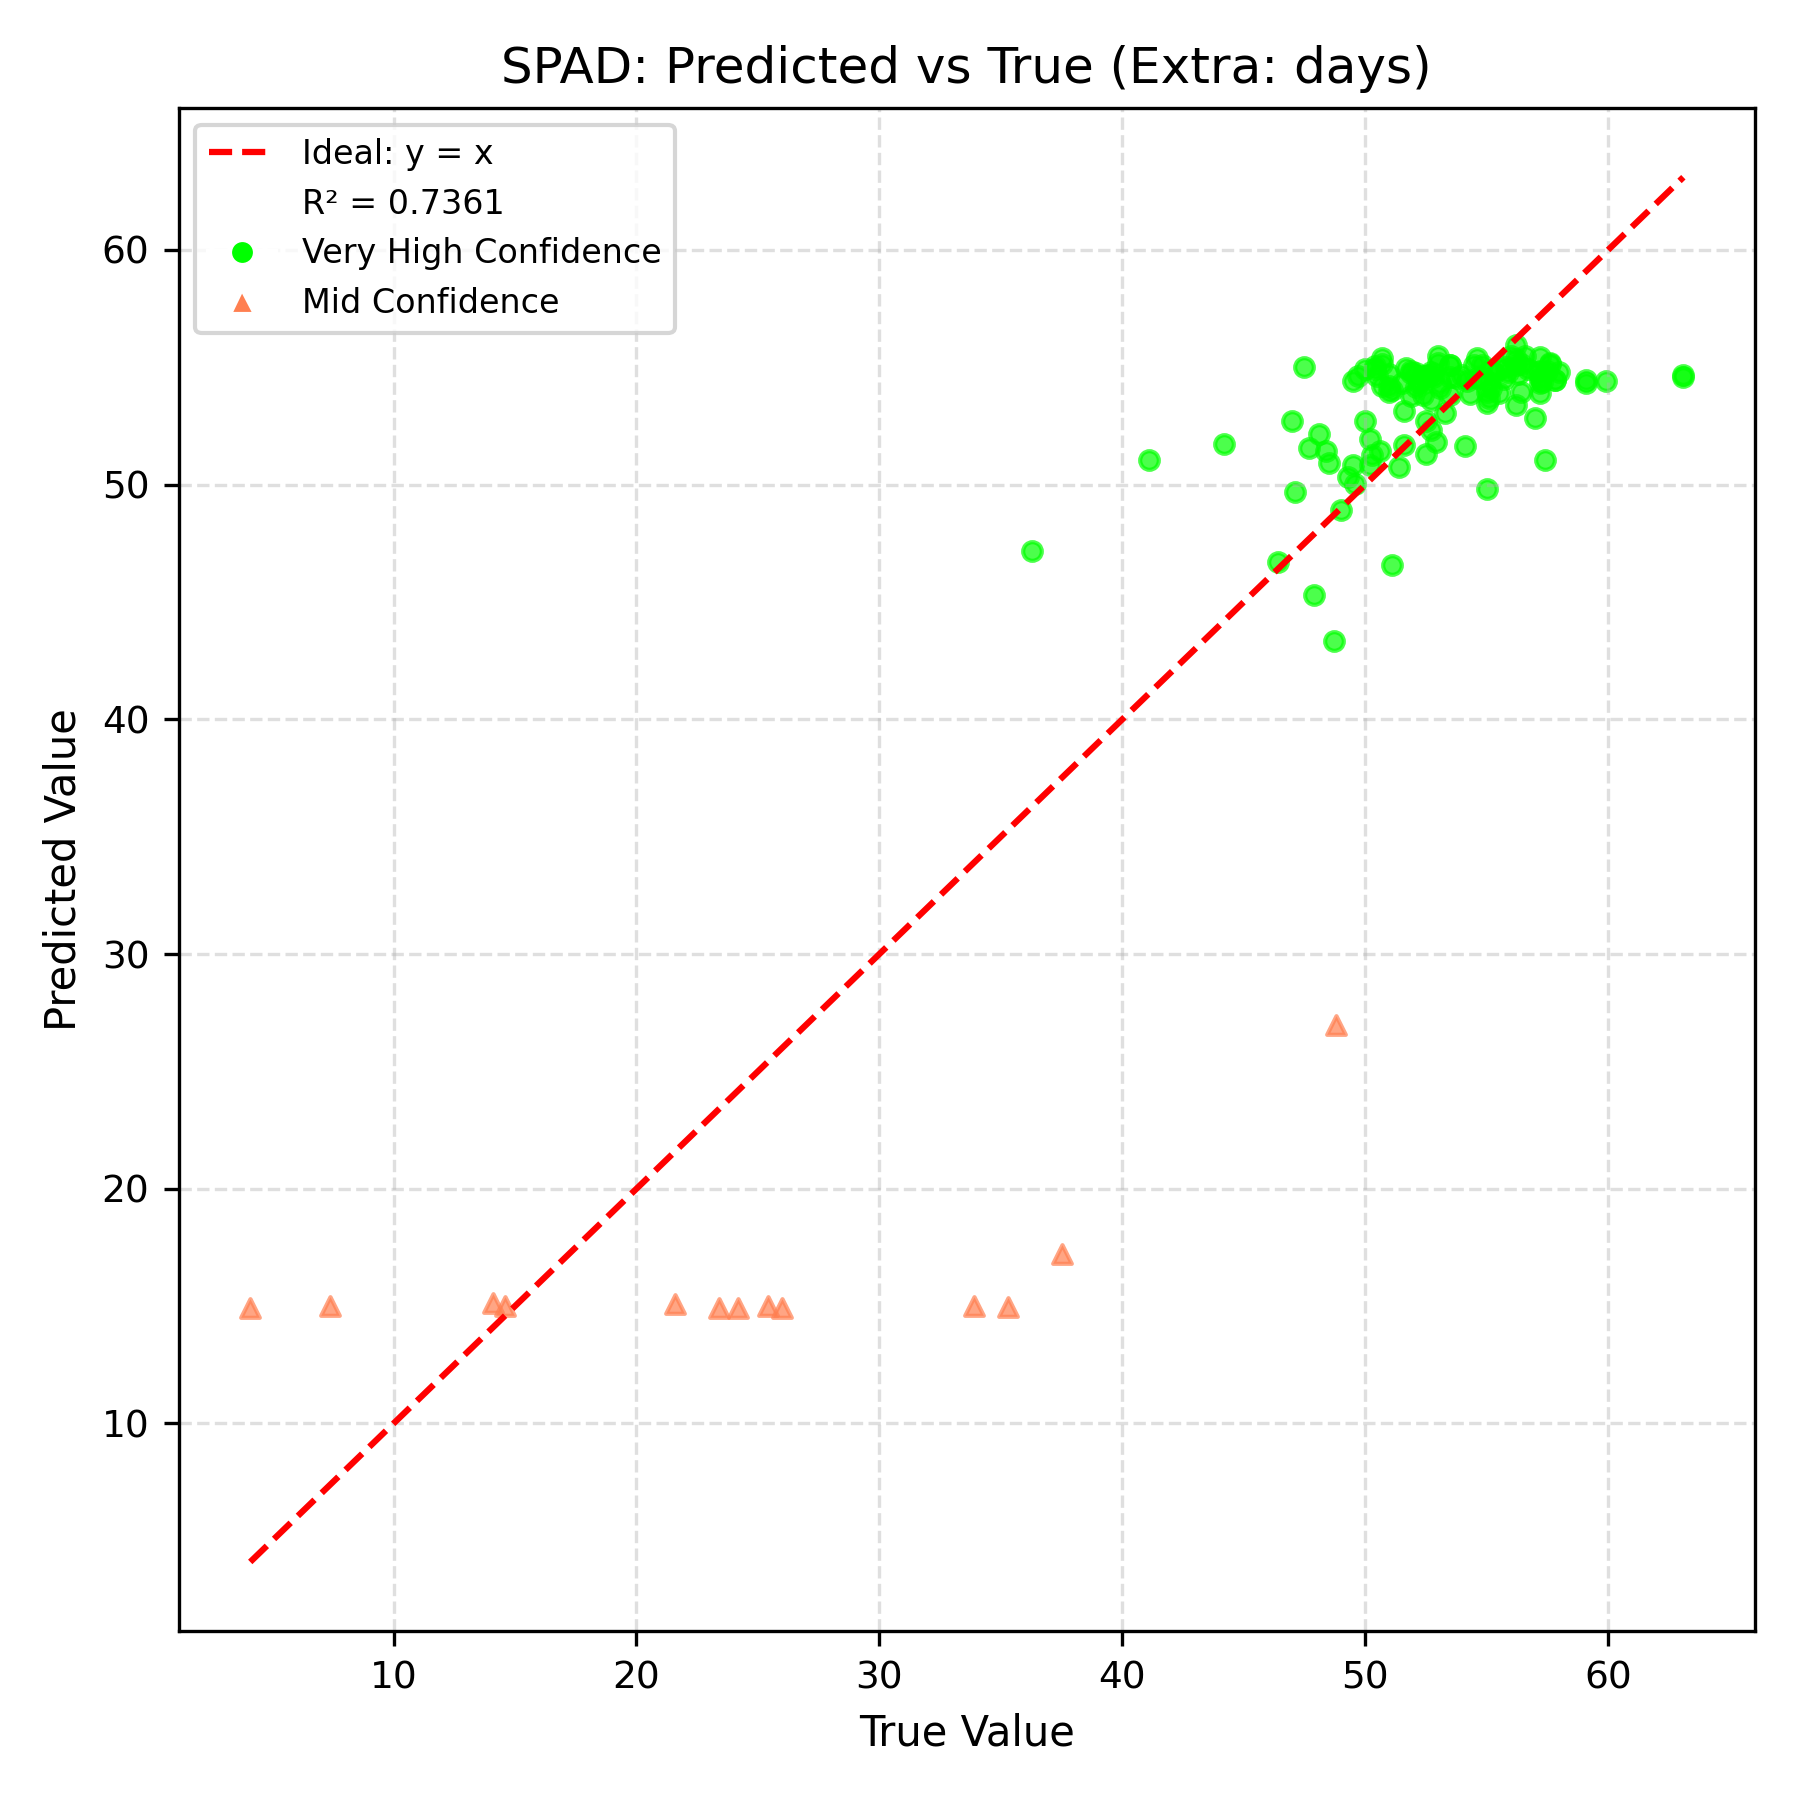 SPAD: Predicted vs True (Extra: days)
Ideal: y = x
R² = 0.7361
Very High Confidence
Mid Confidence
60
50
40
30
20
10
Predicted Value
10 20 30 40 50 60
True Value